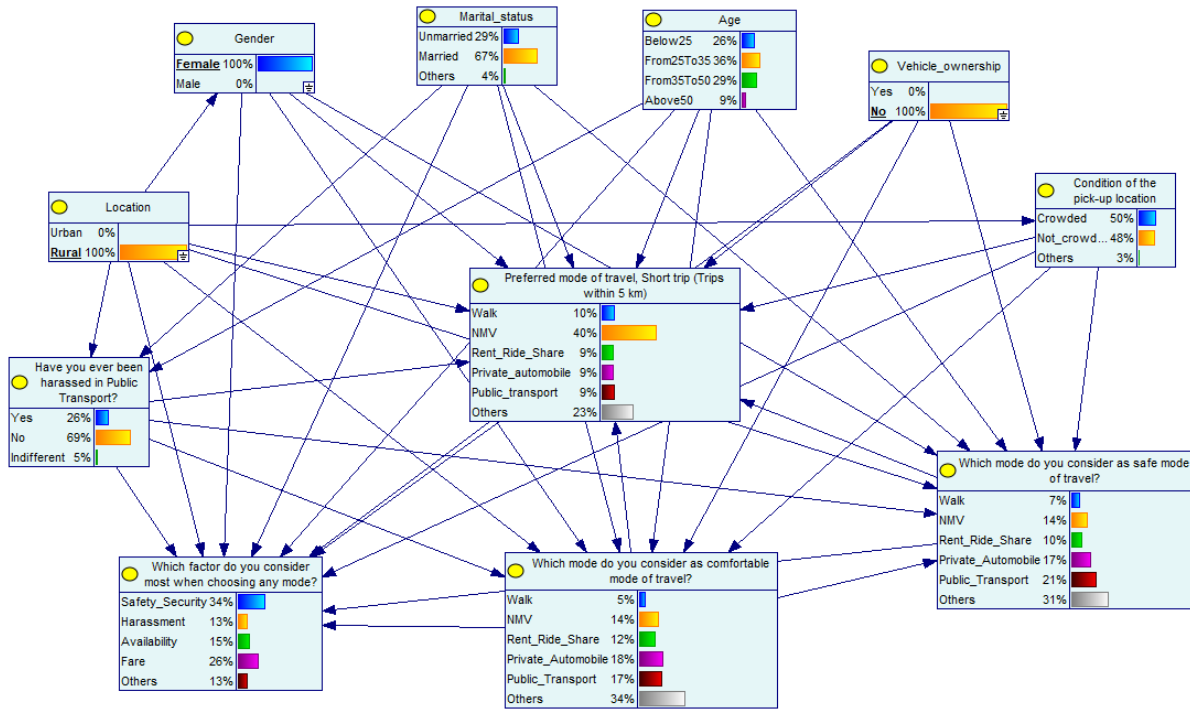 Gender
Female 100%
Male 0%
Marital_status
Unmarried 29%
Married 67%
Others 4%
Age
Below25 26%
From25To35 36%
From35To50 29%
Above50 9%
Vehicle_ownership
Yes 0%
No 100%
Location
Urban 0%
Rural 100%
Condition of the
pick-up location
Crowded 50%
Not_crowd... 48%
Others 3%
Preferred mode of travel, Short trip (Trips
within 5 km)
Walk 10%
NMV 40%
Rent_Ride_Share 9%
Private_automobile 9%
Public_transport 9%
Others 23%
Have you ever been
harassed in Public
Transport?
Yes 26%
No 69%
Indifferent 5%
Which mode do you consider as safe mode
of travel?
Walk 7%
NMV 14%
Rent_Ride_Share 10%
Private_Automobile 17%
Public_Transport 21%
Others 31%
Which factor do you consider
most when choosing any mode?
Safety_Security 34%
Harassment 13%
Availability 15%
Fare 26%
Others 13%
Which mode do you consider as comfortable
mode of travel?
Walk 5%
NMV 14%
Rent_Ride_Share 12%
Private_Automobile 18%
Public_Transport 17%
Others 34%